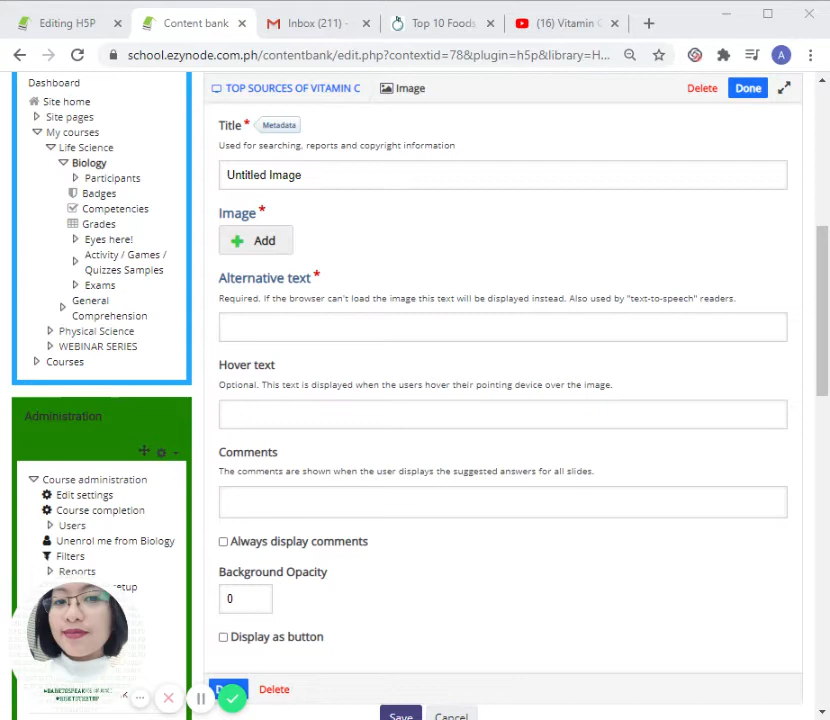 Editing H5P
Content bank
Inbox (211) -
Top 10 Foods
(16) Vitamin C
school.ezynode.com.ph/contentbank/edit.php?contextid=78&plugin=h5p&library=H...
A
Dashboard
Site home
Site pages
My courses
Life Science
Biology
Participants
Badges
Competencies
Grades
Eyes here!
Activity / Games /
Quizzes Samples
Exams
General
Comprehension
Physical Science
WEBINAR SERIES
Courses
Administration
Course administration
Edit settings
Course completion
Users
Unenrol me from Biology
Filters
Reports
setup
TOP SOURCES OF VITAMIN C
Image
Delete
Done
Title *
Metadata
Used for searching, reports and copyright information
Untitled Image
Image *
Add
Alternative text *
Required. If the browser can't load the image this text will be displayed instead. Also used by "text-to-speech" readers.
Hover text
Optional. This text is displayed when the users hover their pointing device over the image.
Comments
The comments are shown when the user displays the suggested answers for all slides.
Always display comments
Background Opacity
0
Display as button
Delete
Save
Cancel